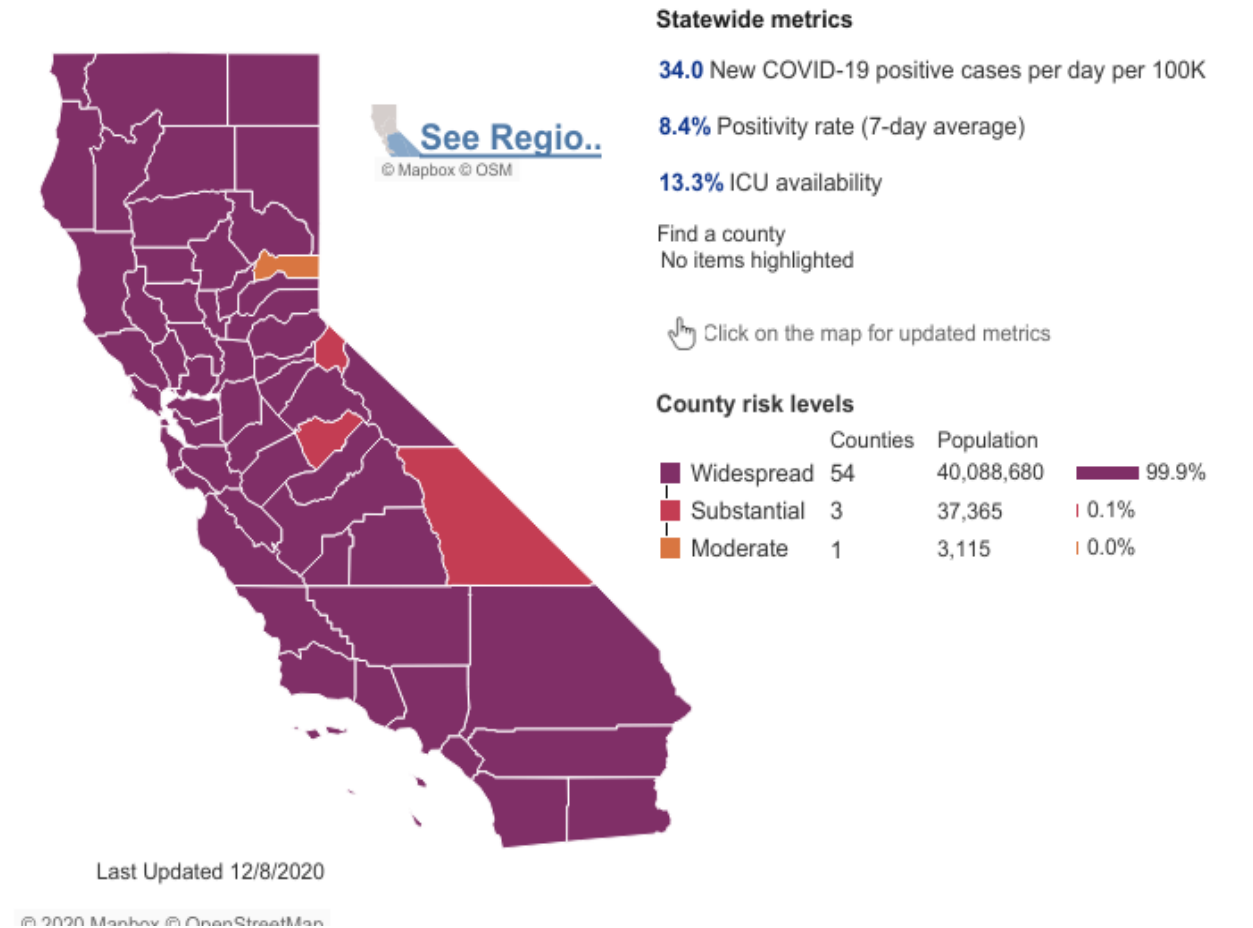 Statewide metrics
34.0 New COVID-19 positive cases per day per 100K
See Regio..
© Mapbox © OSM
8.4% Positivity rate (7-day average)
13.3% ICU availability
Find a county
No items highlighted
Click on the map for updated metrics
County risk levels
Counties Population
Widespread 54 40,088,680 99.9%
Substantial 3 37,365 0.1%
Moderate 1 3,115 0.0%
Last Updated 12/8/2020
© 2020 Mapbox © OpenStreetMap